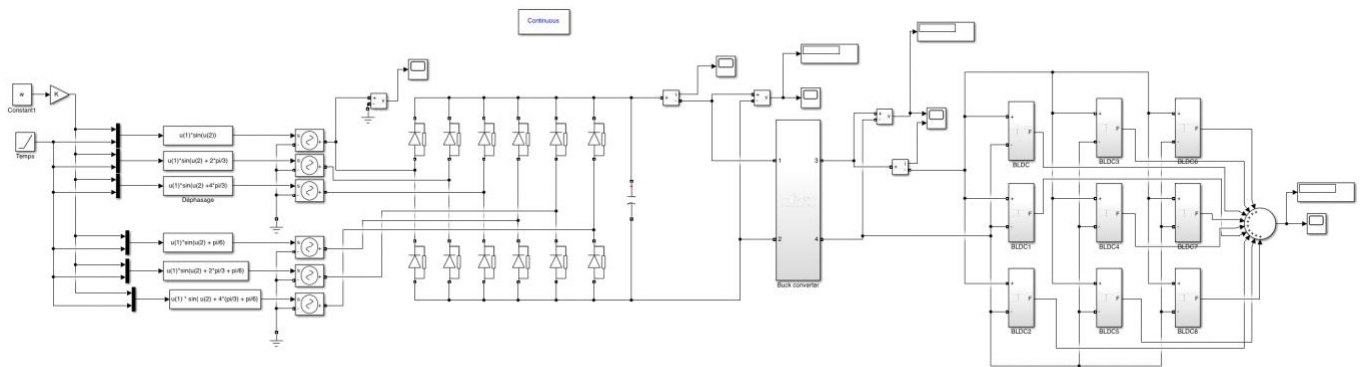 Continuous
w
Constant1
K
Temps
u(1)*sin(u(2))
u(1)*sin(u(2) + 2*pi/3)
u(1)*sin(u(2) +4*pi/3)
Déphasage
u(1)*sin(u(2) + pi/6)
u(1)*sin(u(2) + 2*pi/3 + pi/6)
u(1) * sin( u(2) + 4*(pi/3) + pi/6)
1
2
3
4
Buck converter
F
BLDC
F
BLDC3
F
BLDC6
F
BLDC1
F
BLDC4
F
BLDC7
F
BLDC2
F
BLDC5
F
BLDC8